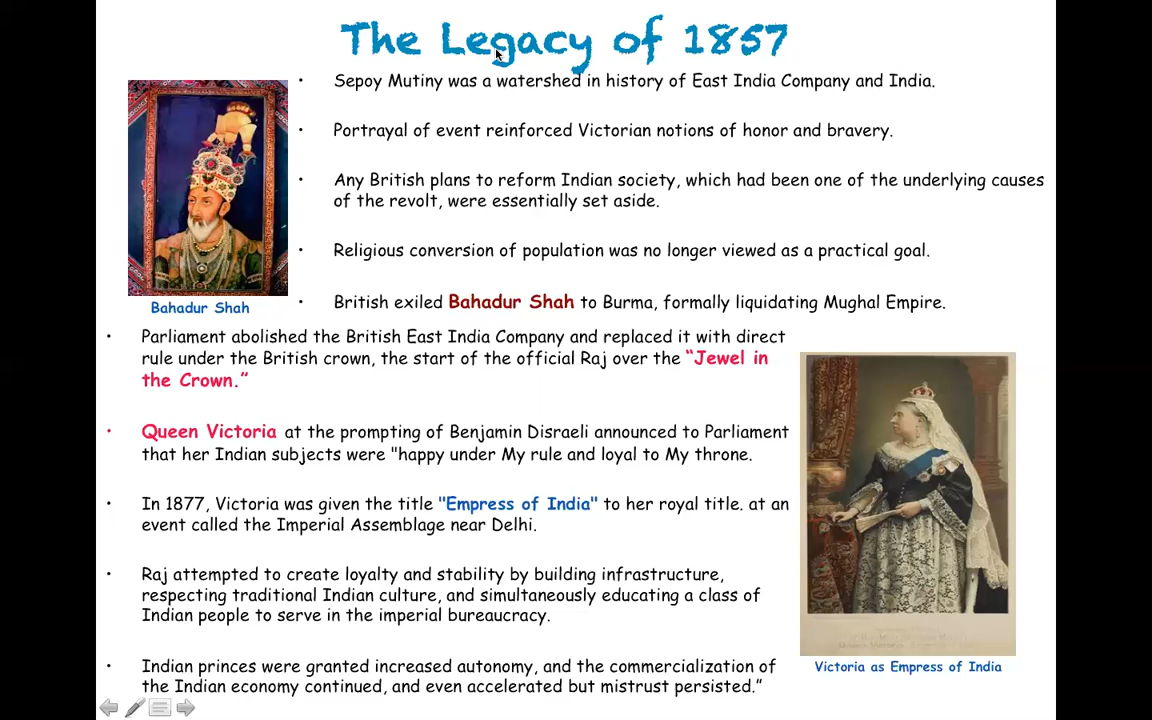 The Legacy of 1857
• Sepoy Mutiny was a watershed in history of East India Company and India.
• Portrayal of event reinforced Victorian notions of honor and bravery.
• Any British plans to reform Indian society, which had been one of the underlying causes
of the revolt, were essentially set aside.
• Religious conversion of population was no longer viewed as a practical goal.
• British exiled Bahadur Shah to Burma, formally liquidating Mughal Empire.
Bahadur Shah
• Parliament abolished the British East India Company and replaced it with direct
rule under the British crown, the start of the official Raj over the “Jewel in
the Crown.”
• Queen Victoria at the prompting of Benjamin Disraeli announced to Parliament
that her Indian subjects were "happy under My rule and loyal to My throne.
• In 1877, Victoria was given the title "Empress of India" to her royal title. at an
event called the Imperial Assemblage near Delhi.
• Raj attempted to create loyalty and stability by building infrastructure,
respecting traditional Indian culture, and simultaneously educating a class of
Indian people to serve in the imperial bureaucracy.
• Indian princes were granted increased autonomy, and the commercialization of
the Indian economy continued, and even accelerated but mistrust persisted.”
Victoria as Empress of India